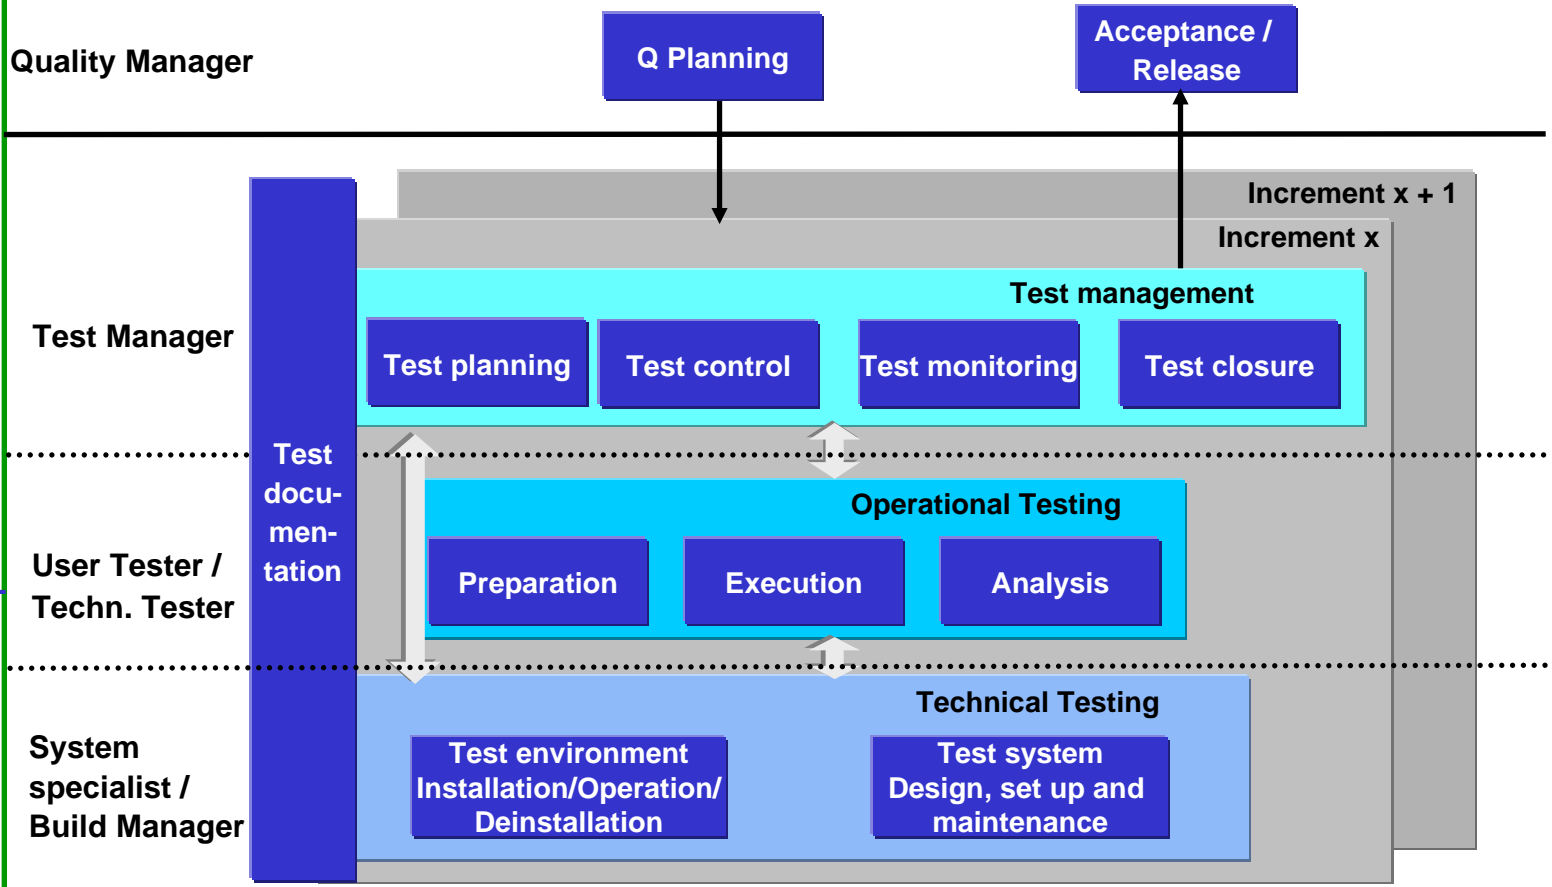 Quality Manager
Q Planning
Acceptance /
Release
Increment x + 1
Increment x
Test Manager
Test management
Test planning
Test control
Test monitoring
Test closure
Test
docu-
men-
tation
User Tester /
Techn. Tester
Operational Testing
Preparation
Execution
Analysis
System
specialist /
Build Manager
Technical Testing
Test environment
Installation/Operation/
Deinstallation
Test system
Design, set up and
maintenance